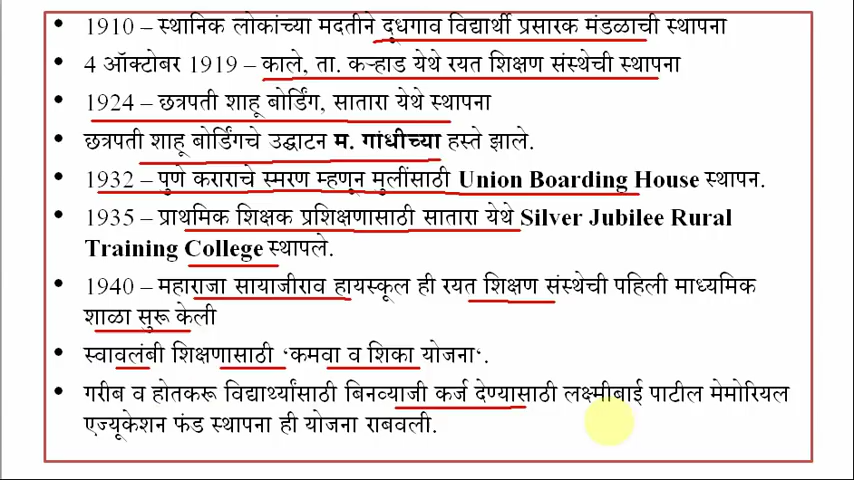 • 1910 – स्थानिक लोकांच्या मदतीने दूधगाव विद्यार्थी प्रसारक मंडळाची स्थापना
• 4 ऑक्टोबर 1919 – काले, ता. कऱ्हाड येथे रयत शिक्षण संस्थेची स्थापना
• 1924 – छत्रपती शाहू बोर्डिंग, सातारा येथे स्थापना
• छत्रपती शाहू बोर्डिंगचे उद्घाटन म. गांधीच्या हस्ते झाले.
• 1932 – पुणे कराराचे स्मरण म्हणून मुलींसाठी Union Boarding House स्थापन.
• 1935 – प्राथमिक शिक्षक प्रशिक्षणासाठी सातारा येथे Silver Jubilee Rural
Training College स्थापले.
• 1940 – महाराजा सायाजीराव हायस्कूल ही रयत शिक्षण संस्थेची पहिली माध्यमिक
शाळा सुरू केली
• स्वावलंबी शिक्षणासाठी ‘कमवा व शिका योजना‘.
• गरीब व होतकरू विद्यार्थ्यांसाठी बिनव्याजी कर्ज देण्यासाठी लक्ष्मीबाई पाटील मेमोरियल
एज्यूकेशन फंड स्थापना ही योजना राबवली.